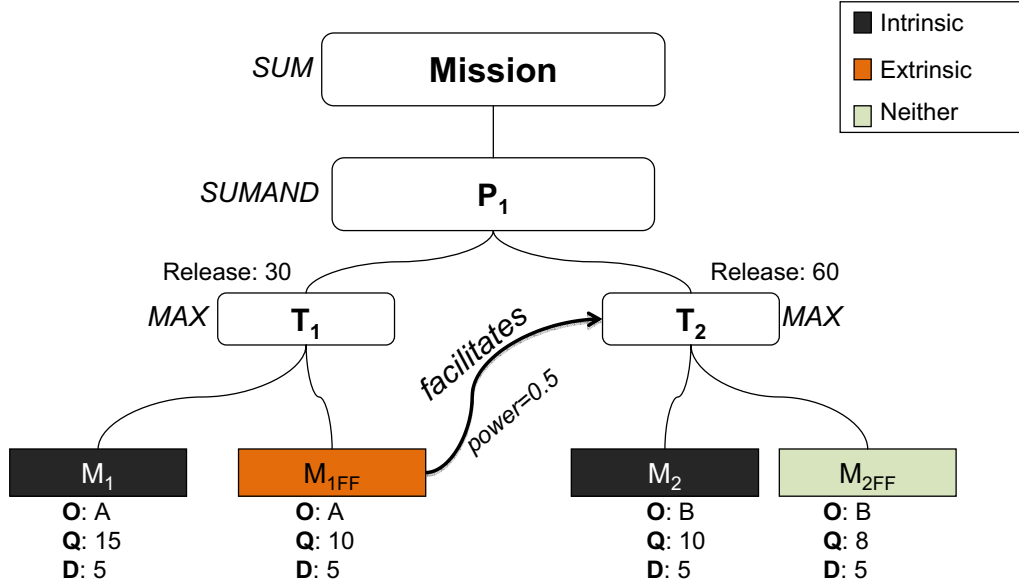 Intrinsic
Extrinsic
Neither
SUM
Mission
SUMAND
P1
Release: 30
Release: 60
MAX
T1
T2
MAX
facilitates
power=0.5
M1
M1FF
M2
M2FF
O: A
Q: 15
D: 5
O: A
Q: 10
D: 5
O: B
Q: 10
D: 5
O: B
Q: 8
D: 5